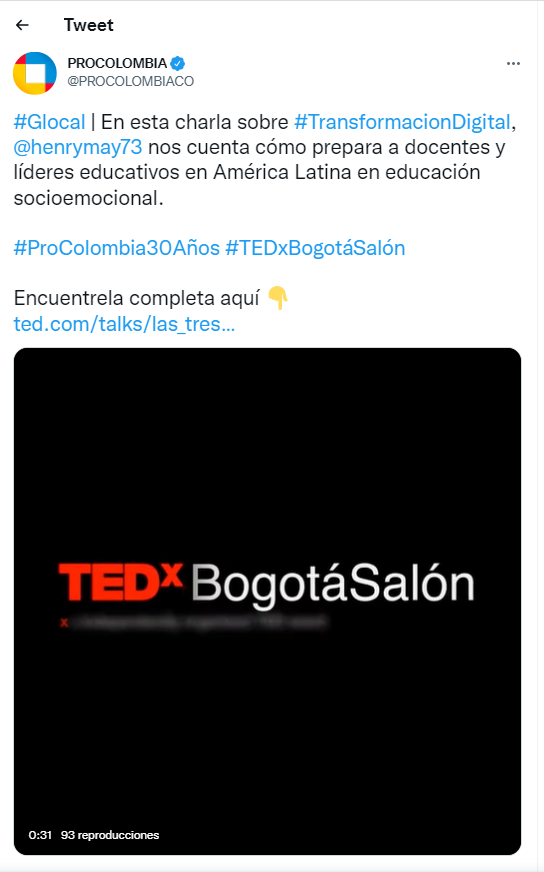 Tweet
PROCOLOMBIA
@PROCOLOMBIACO
#Glocal | En esta charla sobre #TransformacionDigital,
@henrymay73 nos cuenta cómo prepara a docentes y
líderes educativos en América Latina en educación
socioemocional.
#ProColombia30Años #TEDxBogotáSalón
Encuentrela completa aquí 👇
ted.com/talks/las_tres...
TEDx BogotáSalón
0:31 93 reproducciones